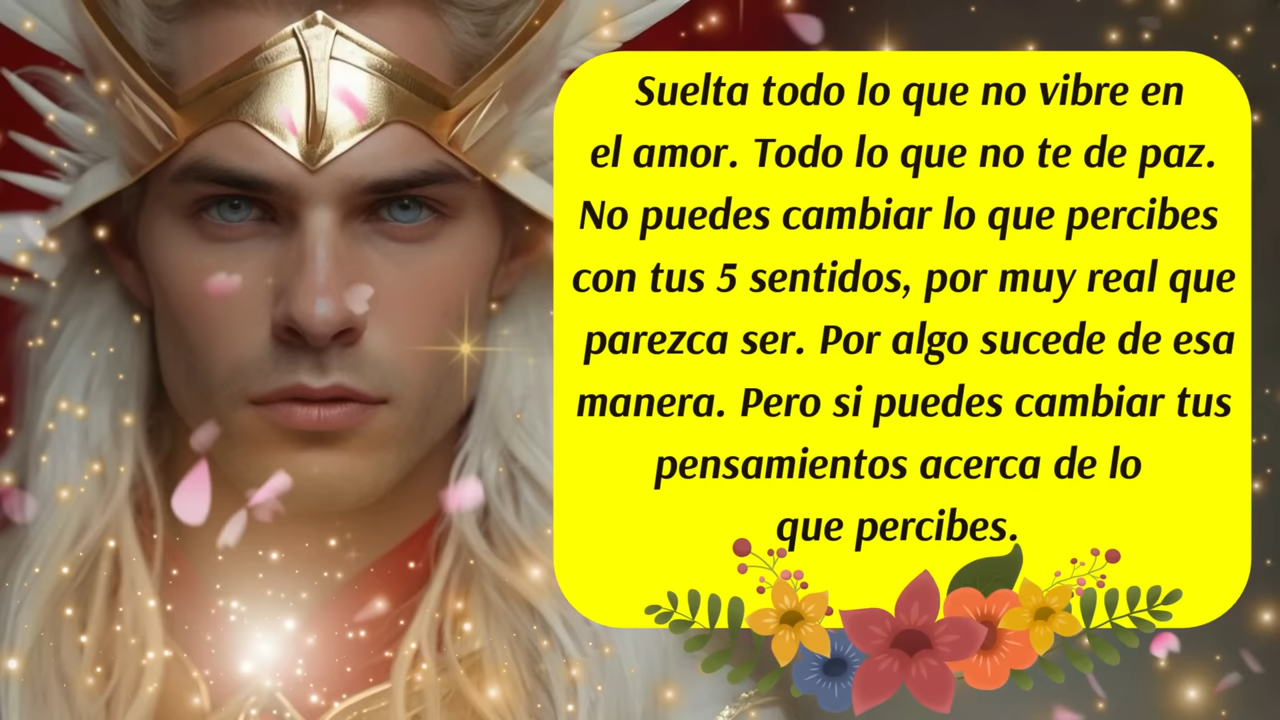 Suelta todo lo que no vibre en
el amor. Todo lo que no te de paz.
No puedes cambiar lo que percibes
con tus 5 sentidos, por muy real que
parezca ser. Por algo sucede de esa
manera. Pero si puedes cambiar tus
pensamientos acerca de lo
que percibes.